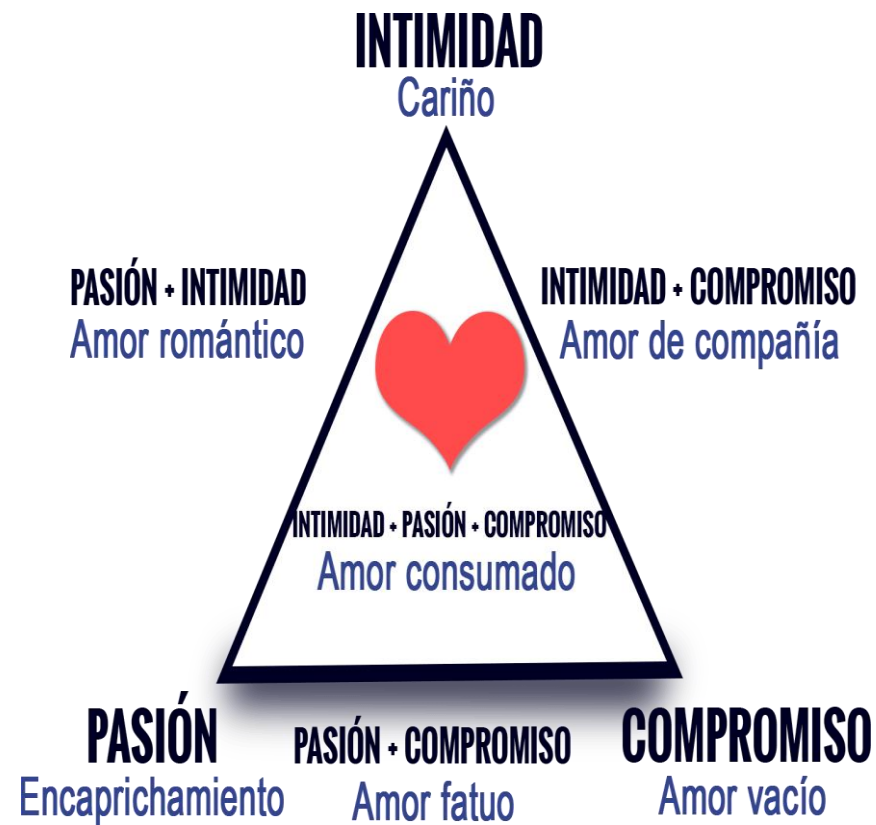 INTIMIDAD
Cariño
PASIÓN + INTIMIDAD
Amor romántico
INTIMIDAD + COMPROMISO
Amor de compañía
INTIMIDAD + PASIÓN + COMPROMISO
Amor consumado
PASIÓN
Encaprichamiento
PASIÓN + COMPROMISO
Amor fatuo
COMPROMISO
Amor vacío